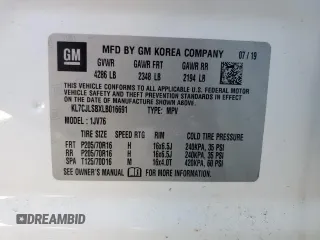 GM
MFD BY GM KOREA COMPANY 07/19
GVWR GAWR FRT GAWR RR
4286 LB 2348 LB 2194 LB
THIS VEHICLE CONFORMS TO ALL APPLICABLE U.S. FEDERAL MOTOR
VEHICLE SAFETY AND THEFT PREVENTION STANDARDS IN EFFECT ON
THE DATE OF MANUFACTURE SHOWN ABOVE.
KL7CJLSBXLB016691 TYPE: MPV
MODEL : 1JV76
TIRE SIZE SPEED RTG RIM COLD TIRE PRESSURE
FRT P205/70R16 H 16x6.5J 240KPA, 35 PSI
RR P205/70R16 H 16x6.5J 240KPA, 35 PSI
SPA T125/70D16 M 16x4.0T 420KPA, 60 PSI
SEE OWNER'S MANUAL FOR ADDITIONAL INFORMATION
iDRIVE.COM